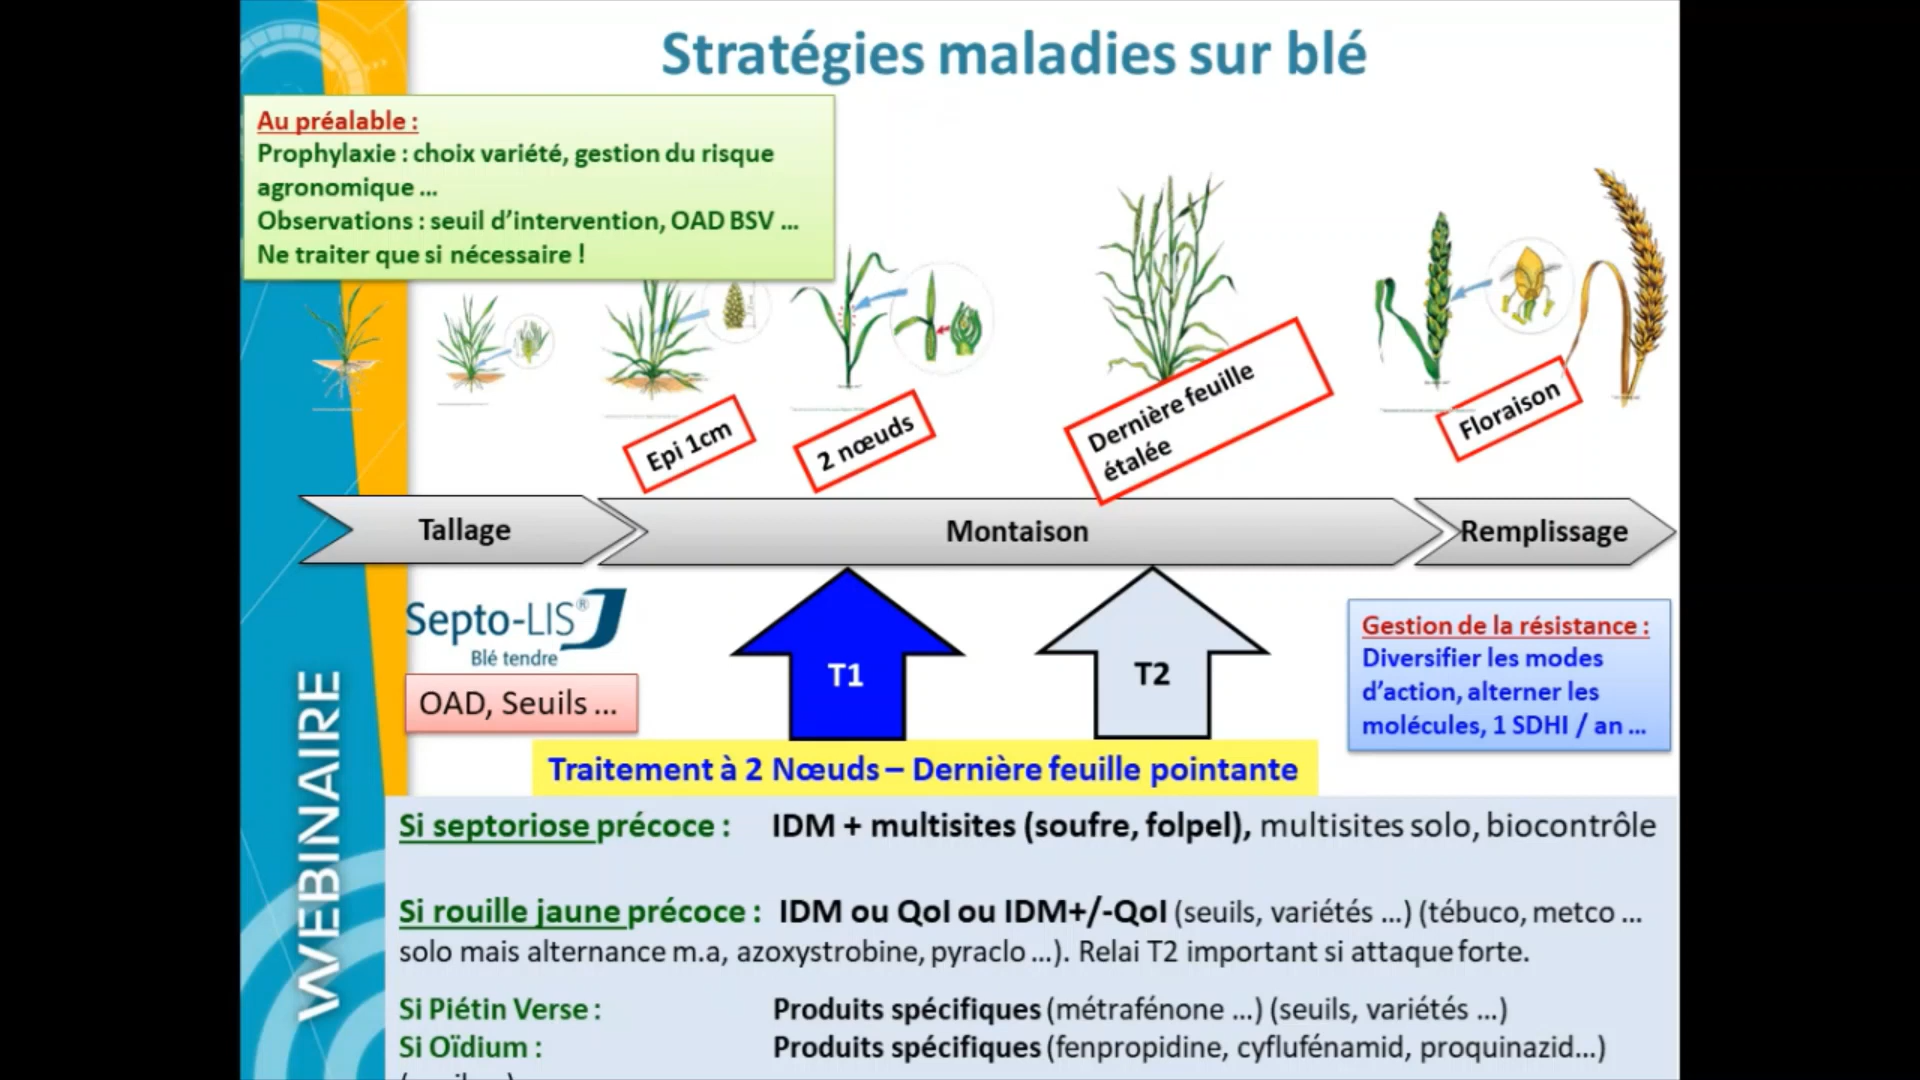 Stratégies maladies sur blé
Au préalable :
Prophylaxie : choix variété, gestion du risque
agronomique ...
Observations : seuil d'intervention, OAD BSV ...
Ne traiter que si nécessaire !
Epi 1cm
2 nœuds
Dernière feuille
étalée
Floraison
Tallage
Montaison
Remplissage
Septo-LIS®
Blé tendre
OAD, Seuils ...
T1
T2
Gestion de la résistance :
Diversifier les modes
d'action, alterner les
molécules, 1 SDHI / an ...
Traitement à 2 Nœuds – Dernière feuille pointante
WEBINAIRE
Si septoriose précoce : IDM + multisites (soufre, folpel), multisites solo, biocontrôle
Si rouille jaune précoce : IDM ou QoI ou IDM+/-QoI (seuils, variétés ...) (tébuco, metco ...
solo mais alternance m.a, azoxystrobine, pyraclo ...). Relai T2 important si attaque forte.
Si Piétin Verse : Produits spécifiques (métrafénone ...) (seuils, variétés ...)
Si Oïdium : Produits spécifiques (fenpropidine, cyflufénamid, proquinazid...)